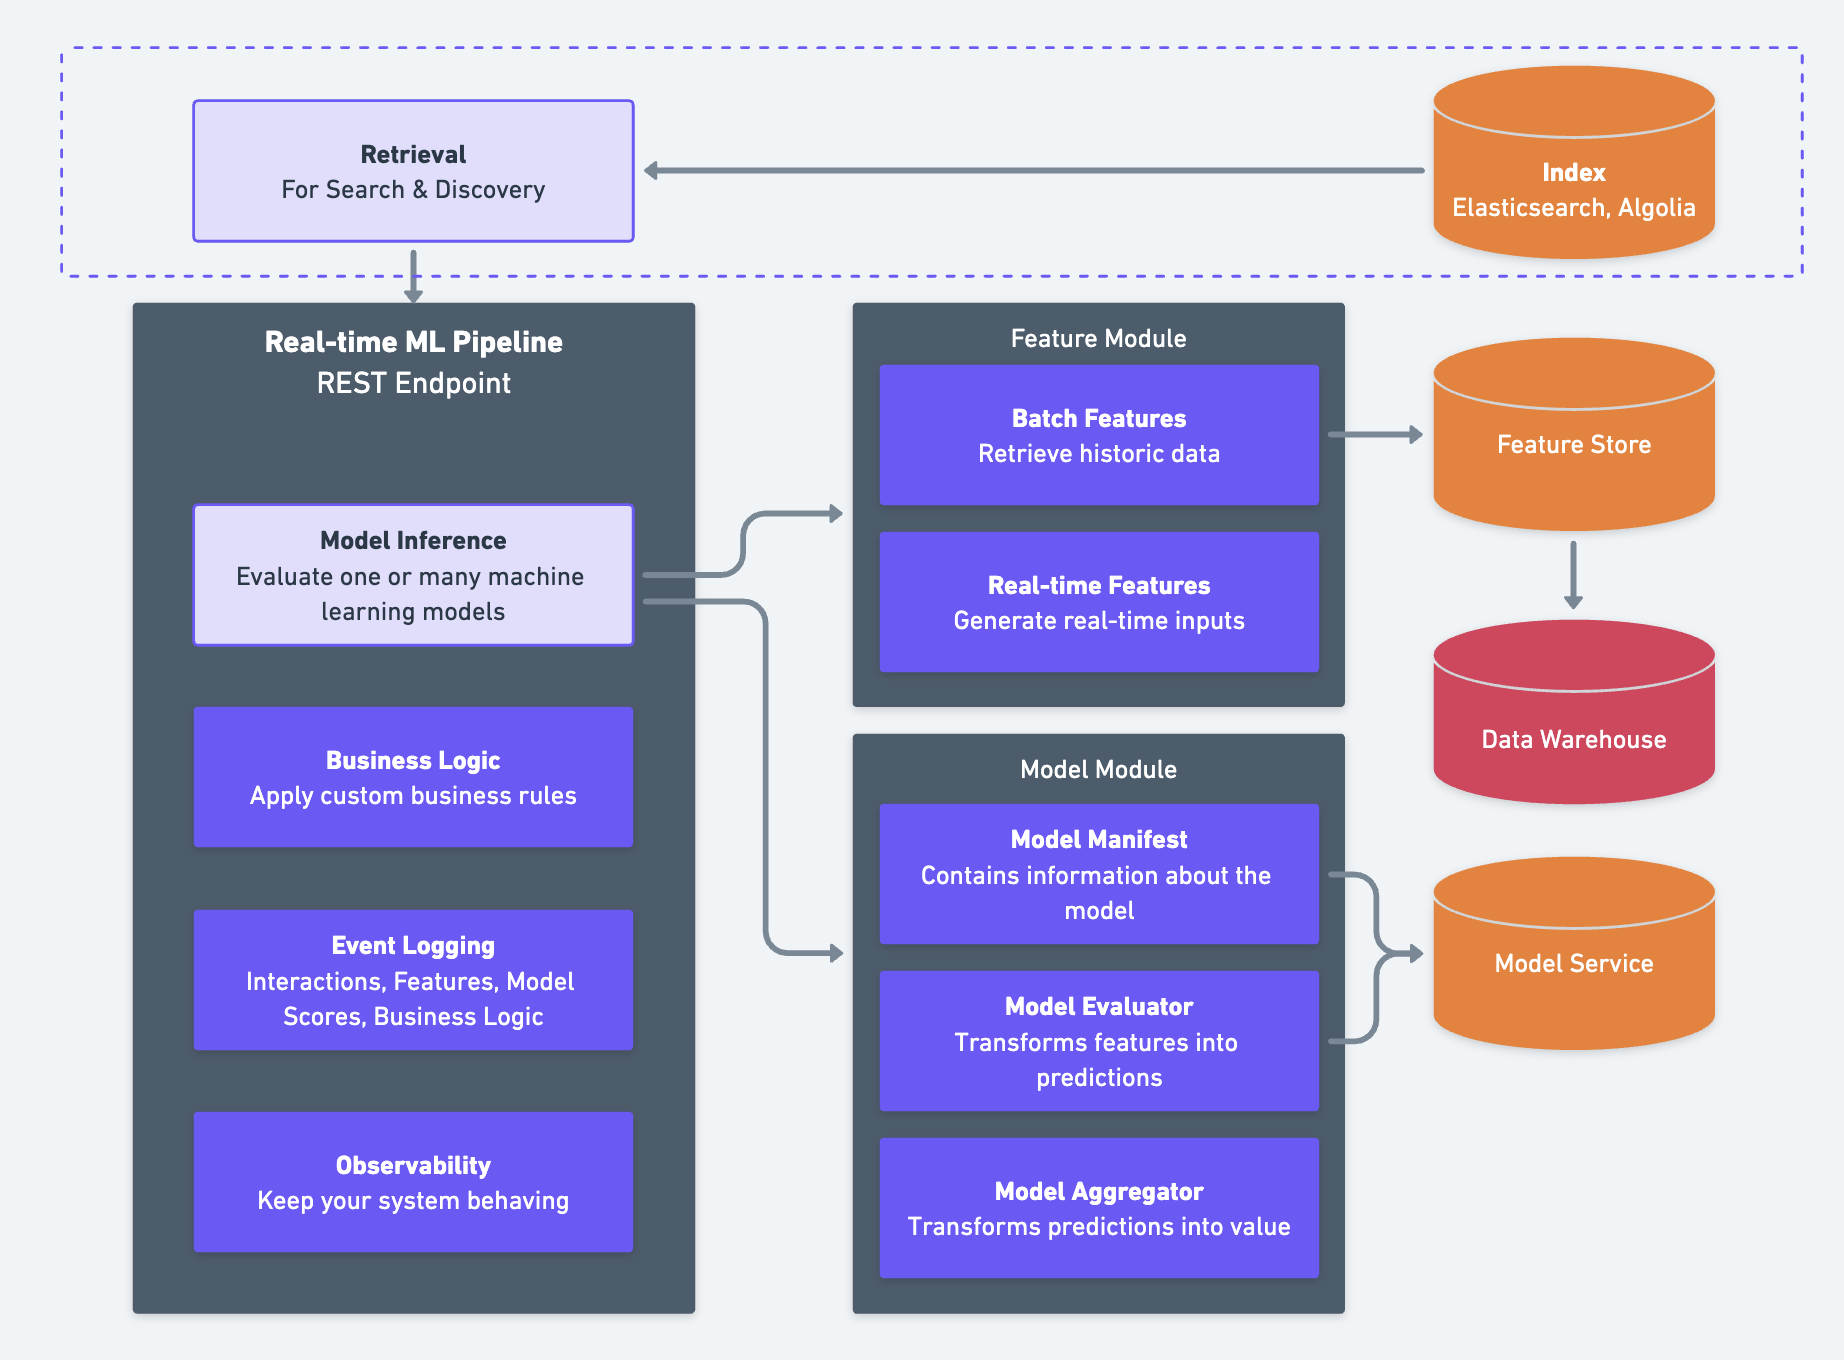 Retrieval
For Search & Discovery
Index
Elasticsearch, Algolia
Real-time ML Pipeline
REST Endpoint
Model Inference
Evaluate one or many machine
learning models
Business Logic
Apply custom business rules
Event Logging
Interactions, Features, Model
Scores, Business Logic
Observability
Keep your system behaving
Feature Module
Batch Features
Retrieve historic data
Real-time Features
Generate real-time inputs
Model Module
Model Manifest
Contains information about the
model
Model Evaluator
Transforms features into
predictions
Model Aggregator
Transforms predictions into value
Feature Store
Data Warehouse
Model Service